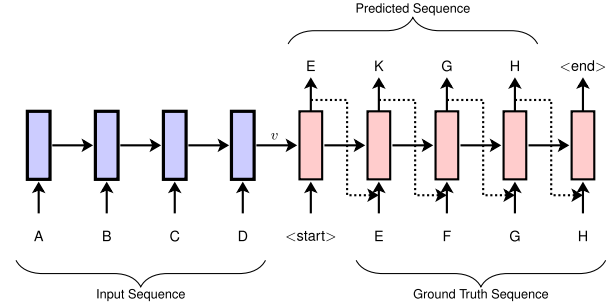 Predicted Sequence
E K G H <end>
v
A B C D <start> E F G H
Input Sequence Ground Truth Sequence